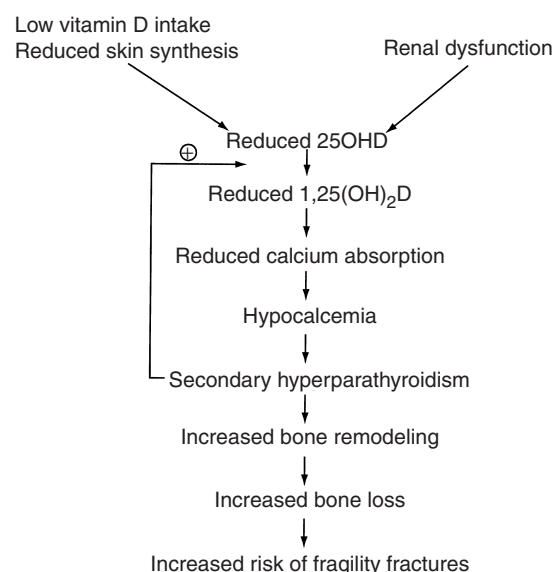 Low vitamin D intake
Reduced skin synthesis
Renal dysfunction
Reduced 25OHD
⊕
Reduced 1,25(OH)₂D
Reduced calcium absorption
Hypocalcemia
Secondary hyperparathyroidism
Increased bone remodeling
Increased bone loss
Increased risk of fragility fractures